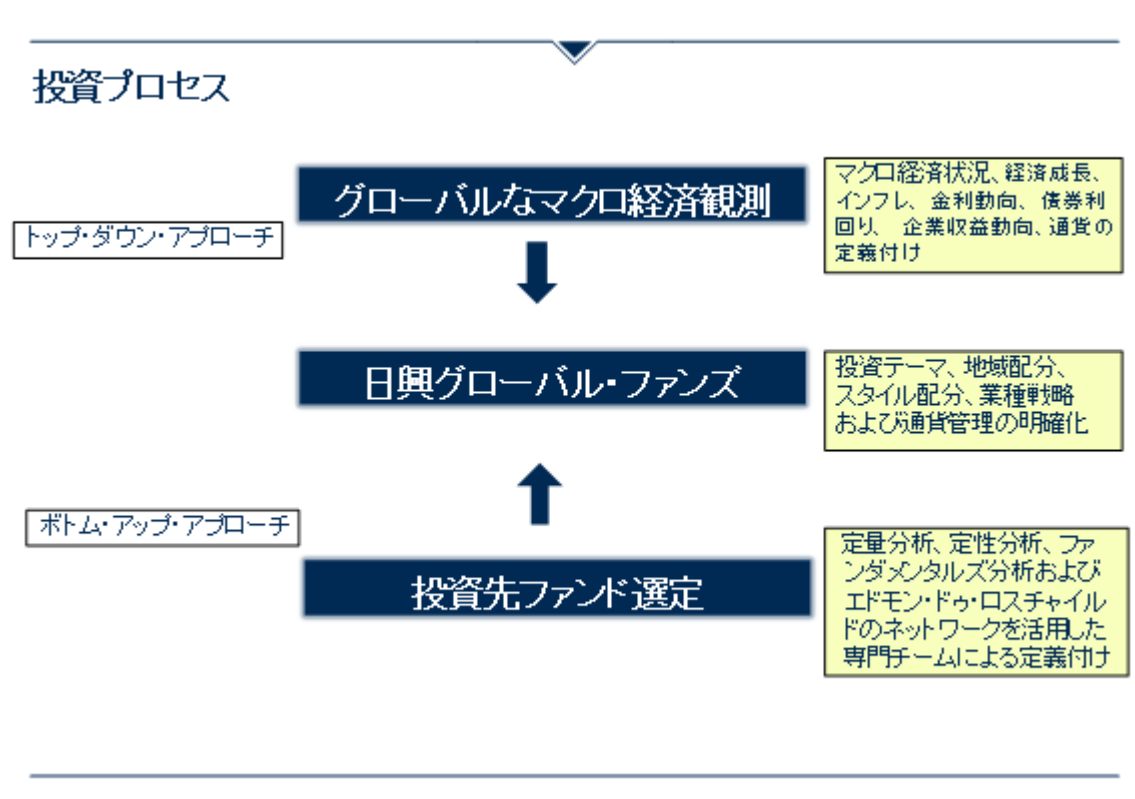 投資プロセス
グローバルなマクロ経済観測
マクロ経済状況、経済成長、
インフレ、金利動向、債券利
回り、 企業収益動向、通貨の
定義付け
トップ・ダウン・アプローチ
日興グローバル・ファンズ
投資テーマ、地域配分、
スタイル配分、業種戦略
および通貨管理の明確化
ボトム・アップ・アプローチ
投資先ファンド選定
定量分析、定性分析、ファ
ンダメンタルズ分析および
エドモン・ドゥ・ロスチャイル
ドのネットワークを活用した
専門チームによる定義付け